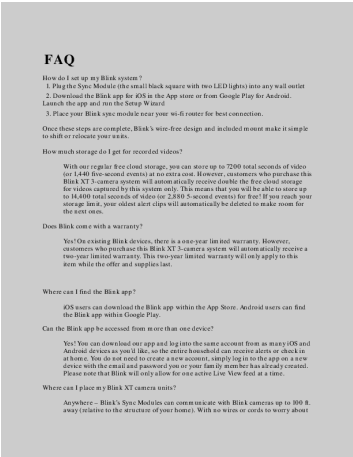 FAQ
How do I set up my Blink system?
1. Plug the Sync Module (the small black square with two LED lights) into any wall outlet
2. Download the Blink app for iOS in the App store or from Google Play for Android.
Launch the app and run the Setup Wizard
3. Place your Blink sync module near your wi-fi router for best connection.
Once these steps are complete, Blink's wire-free design and included mount make it simple
to shift or relocate units.
How much storage do I get for recorded videos?
With our regular free cloud storage, you can store up to 7200 total seconds of video
(or 1,440 five-second events) at no extra cost. However, customers who purchase this
Blink XT 3-camera system will automatically receive double the free cloud storage
for videos captured by this system only. This means that you will be able to store up
to 14,400 total seconds of video (or 2,880 5-second events) for free! If you reach your
storage limit, your oldest alert clips will automatically be deleted to make room for
the next ones.
Does Blink come with a warranty?
Yes! On existing Blink devices, there is a one-year limited warranty. However,
customers who purchase this Blink XT 3-camera system will automatically receive a
two-year limited warranty. This two-year limited warranty will only apply to this
item while the offer and supplies last.
Where can I find the Blink app?
iOS users can download the Blink app within the App Store. Android users can find
the Blink app within Google Play.
Can the Blink app be accessed from more than one device?
Yes! You can download our app and log into the same account from as many iOS and
Android devices as you'd like, so the entire household can receive alerts or check in
at home. You do not need to create a new account, simply log in to the app on a new
device with the email and password you or your family member has already created.
Please note that Blink will only allow for one active Live View feed at a time.
Where can I place my Blink XT camera units?
Anywhere – Blink's Sync Modules can communicate with Blink cameras up to 100 ft.
away (relative to the structure of your home). With no wires or cords to worry about